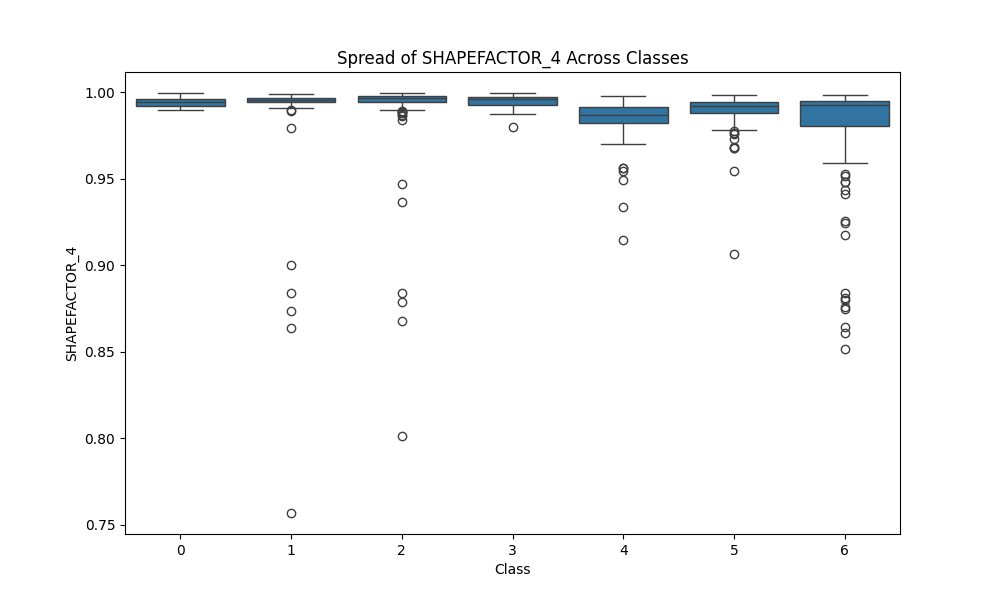 Spread of SHAPEFACTOR_4 Across Classes
SHAPEFACTOR_4
1.00
0.95
0.90
0.85
0.80
0.75
0 1 2 3 4 5 6
Class